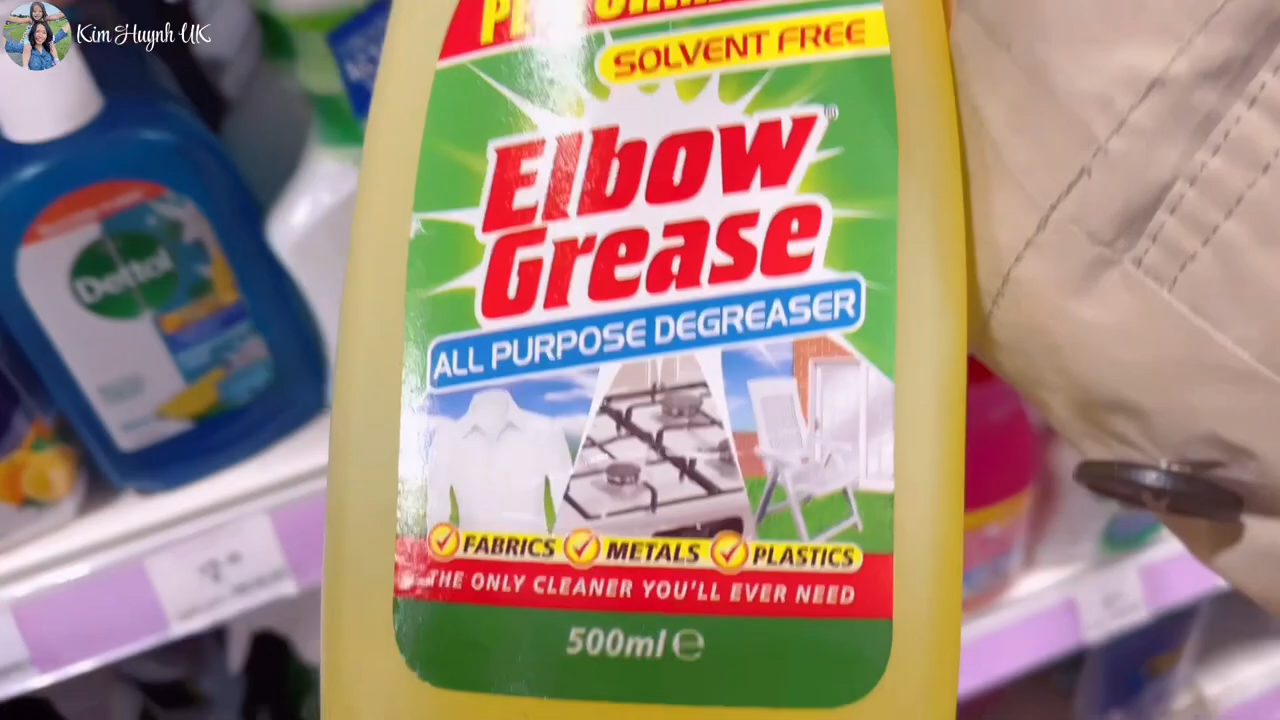 Kim Huynh UK
SOLVENT FREE
Elbow
Grease
ALL PURPOSE DEGREASER
FABRICS METALS PLASTICS
THE ONLY CLEANER YOU'LL EVER NEED
500ml ℮
Dettol